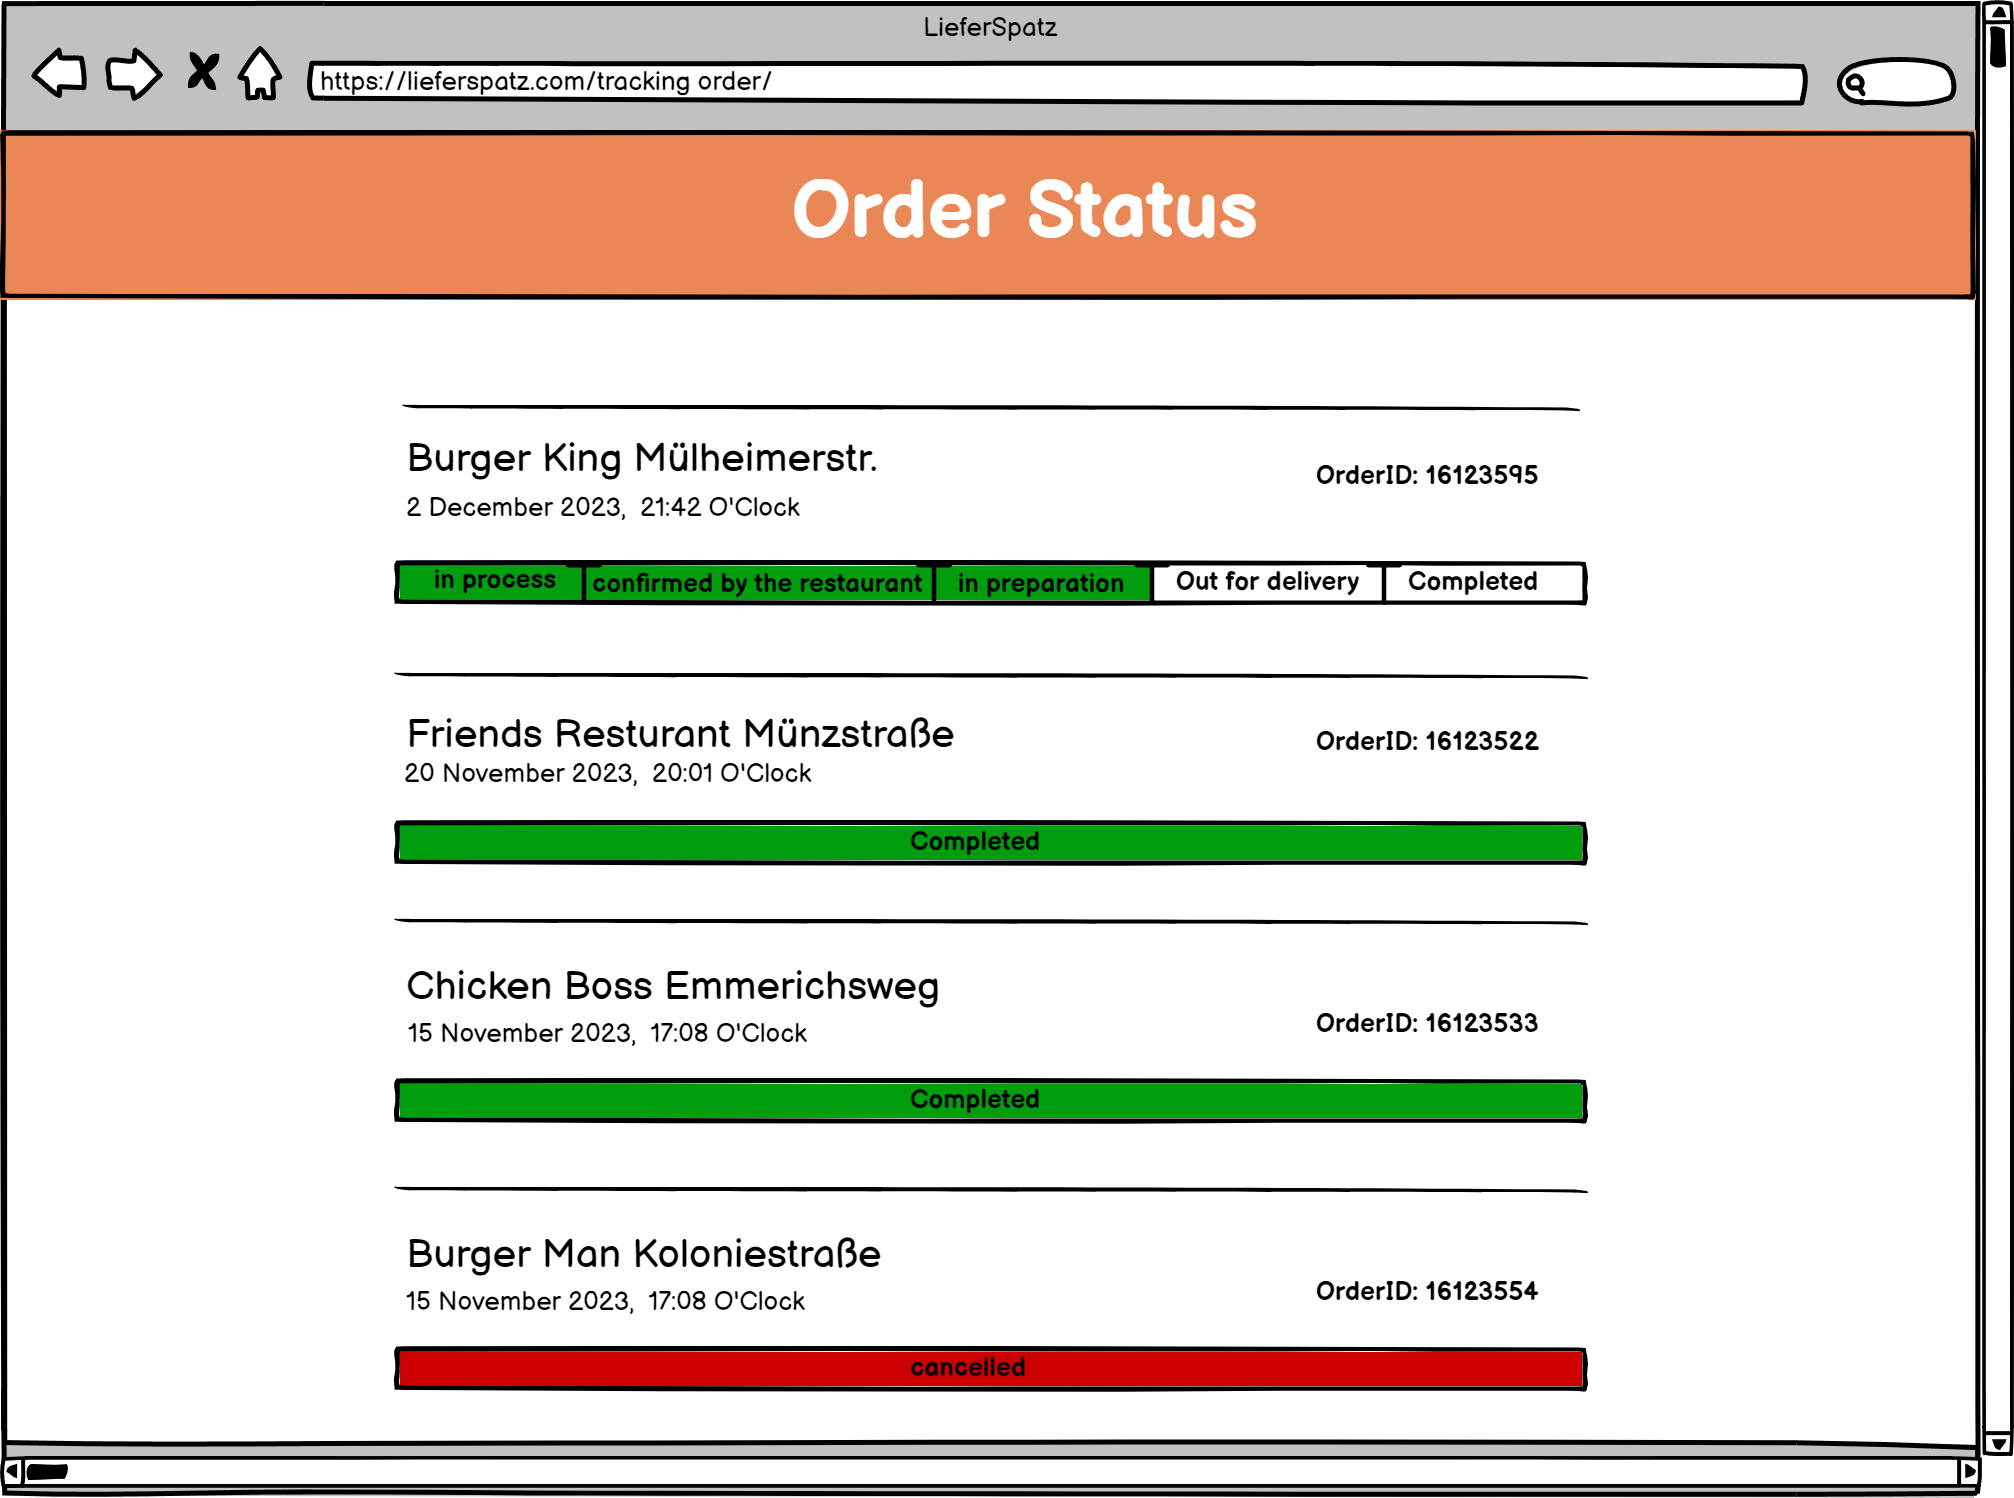 LieferSpatz
https://lieferspatz.com/tracking order/
Order Status
Burger King Mülheimerstr.
OrderID: 16123595
2 December 2023, 21:42 O'Clock
in process confirmed by the restaurant in preparation Out for delivery Completed
Friends Resturant Münzstraße
OrderID: 16123522
20 November 2023, 20:01 O'Clock
Completed
Chicken Boss Emmerichsweg
OrderID: 16123533
15 November 2023, 17:08 O'Clock
Completed
Burger Man Koloniestraße
OrderID: 16123554
15 November 2023, 17:08 O'Clock
cancelled